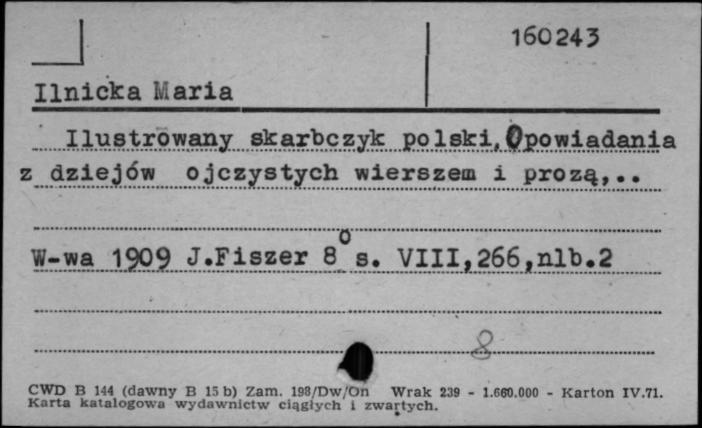 160243
Ilnicka Maria
Ilustrowany skarbczyk polski. Opowiadania
z dziejów ojczystych wierszem i prozą,..
W-wa 1909 J.Fiszer 8° s. VIII,266,nlb.2
8
CWD B 144 (dawny B 15 b) Zam. 198/Dw/On Wrak 239 - 1.660.000 - Karton IV.71.
Karta katalogowa wydawnictw ciągłych i zwartych.